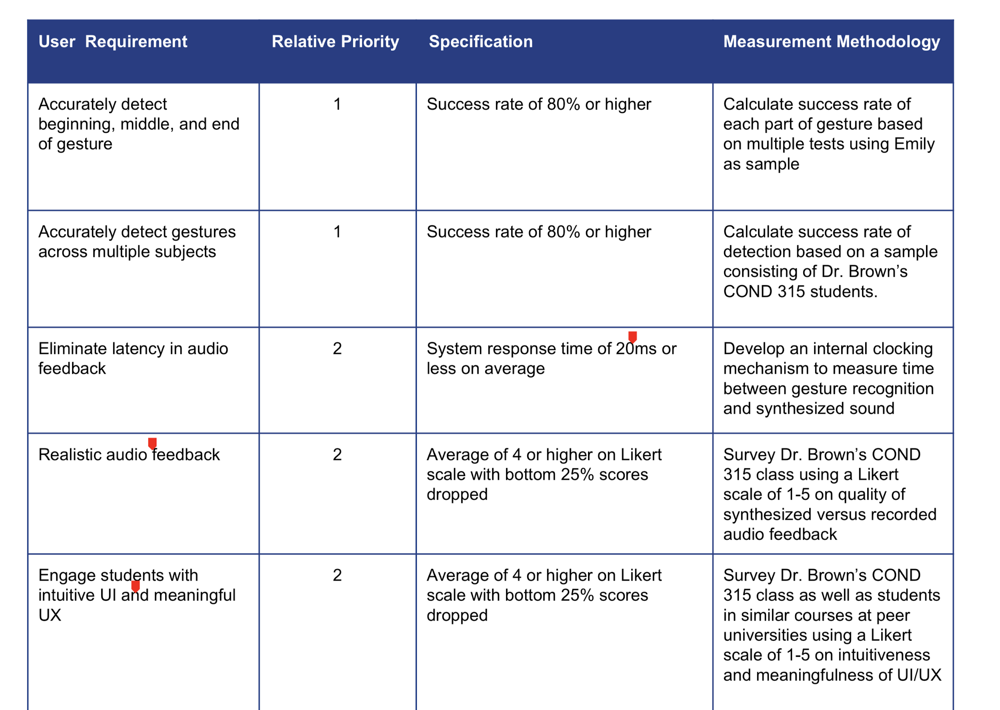 User  Requirement
Relative Priority
Specification
Measurement Methodology
Accurately detect
beginning, middle, and end
of gesture
1
Success rate of 80% or higher
Calculate success rate of
each part of gesture based
on multiple tests using Emily
as sample
Accurately detect gestures
across multiple subjects
1
Success rate of 80% or higher
Calculate success rate of
detection based on a sample
consisting of Dr. Brown’s
COND 315 students.
Eliminate latency in audio
feedback
2
System response time of 20ms or
less on average
Develop an internal clocking
mechanism to measure time
between gesture recognition
and synthesized sound
Realistic audio feedback
2
Average of 4 or higher on Likert
scale with bottom 25% scores
dropped
Survey Dr. Brown’s COND
315 class using a Likert
scale of 1-5 on quality of
synthesized versus recorded
audio feedback
Engage students with
intuitive UI and meaningful
UX
2
Average of 4 or higher on Likert
scale with bottom 25% scores
dropped
Survey Dr. Brown’s COND
315 class as well as students
in similar courses at peer
universities using a Likert
scale of 1-5 on intuitiveness
and meaningfulness of UI/UX